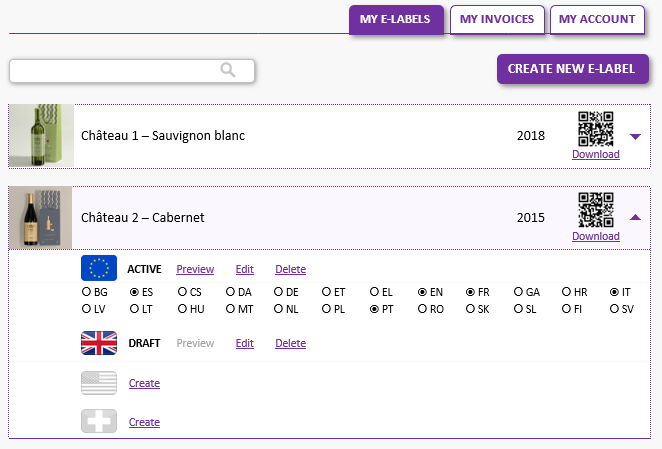 MY E-LABELS MY INVOICES MY ACCOUNT
CREATE NEW E-LABEL
Château 1 – Sauvignon blanc 2018
Download
Château 2 – Cabernet 2015
Download
ACTIVE Preview Edit Delete
BG ES CS DA DE ET EL EN FR GA HR IT
LV LT HU MT NL PL PT RO SK SL FI SV
DRAFT Preview Edit Delete
Create
Create